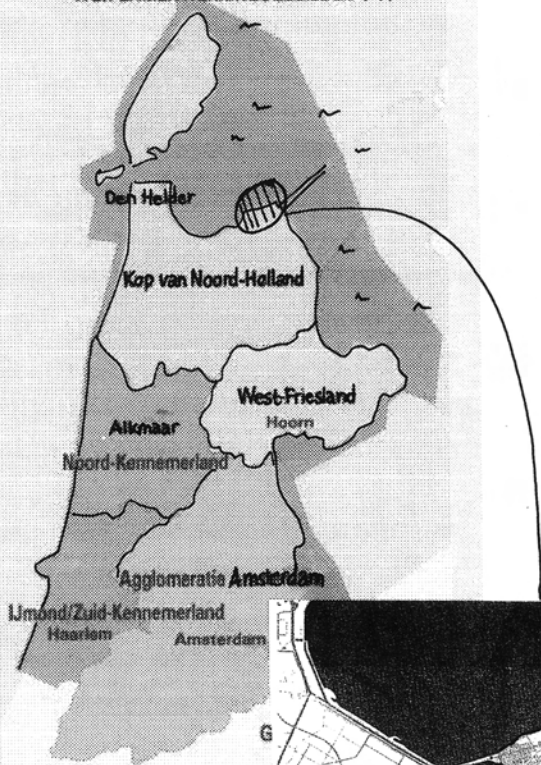 Den Helder
Kop van Noord-Holland
West-Friesland
Hoorn
Alkmaar
Noord-Kennemerland
Agglomeratie Amsterdam
IJmond/Zuid-Kennemerland
Haarlem
Amsterdam
G